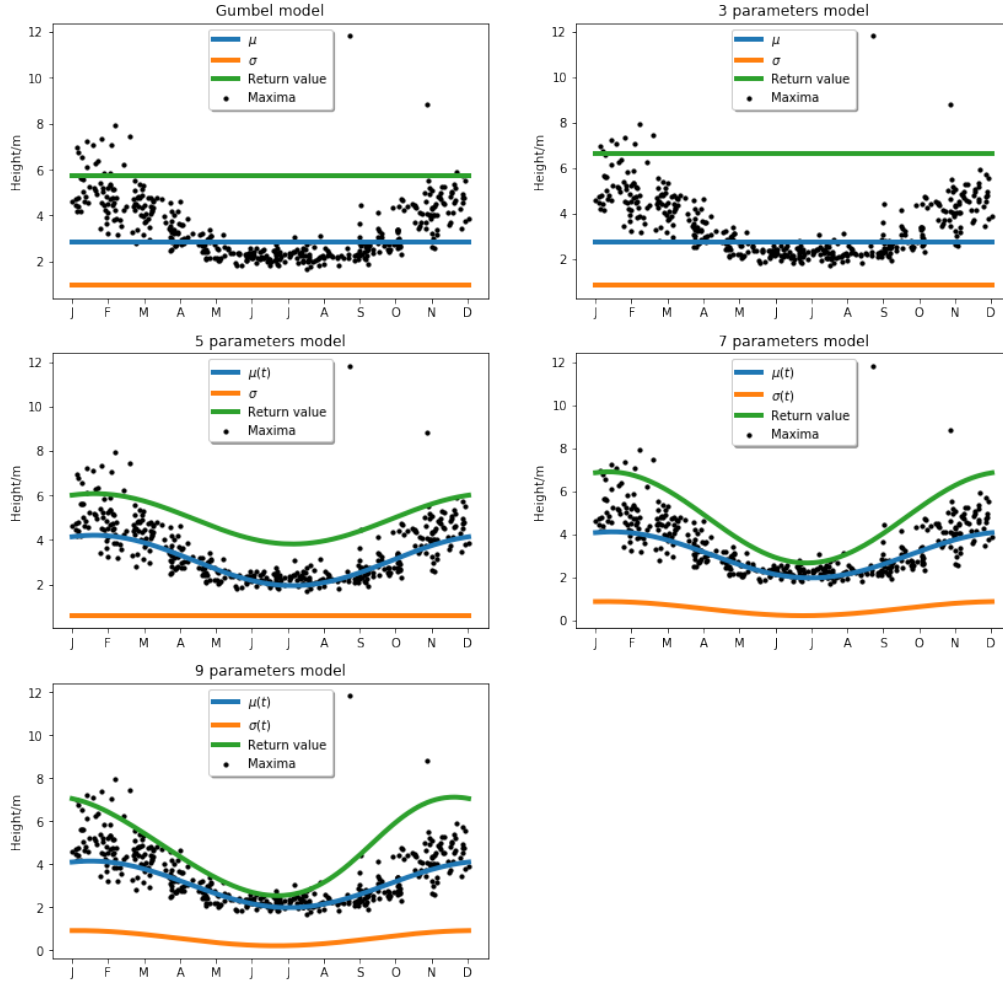 Gumbel model
12
10
8
6
4
2
Height/m
μ
σ
Return value
Maxima
J F M A M J J A S O N D
3 parameters model
12
10
8
6
4
2
Height/m
μ
σ
Return value
Maxima
J F M A M J J A S O N D
5 parameters model
12
10
8
6
4
2
Height/m
μ(t)
σ
Return value
Maxima
J F M A M J J A S O N D
7 parameters model
12
10
8
6
4
2
0
Height/m
μ(t)
σ(t)
Return value
Maxima
J F M A M J J A S O N D
9 parameters model
12
10
8
6
4
2
0
Height/m
μ(t)
σ(t)
Return value
Maxima
J F M A M J J A S O N D